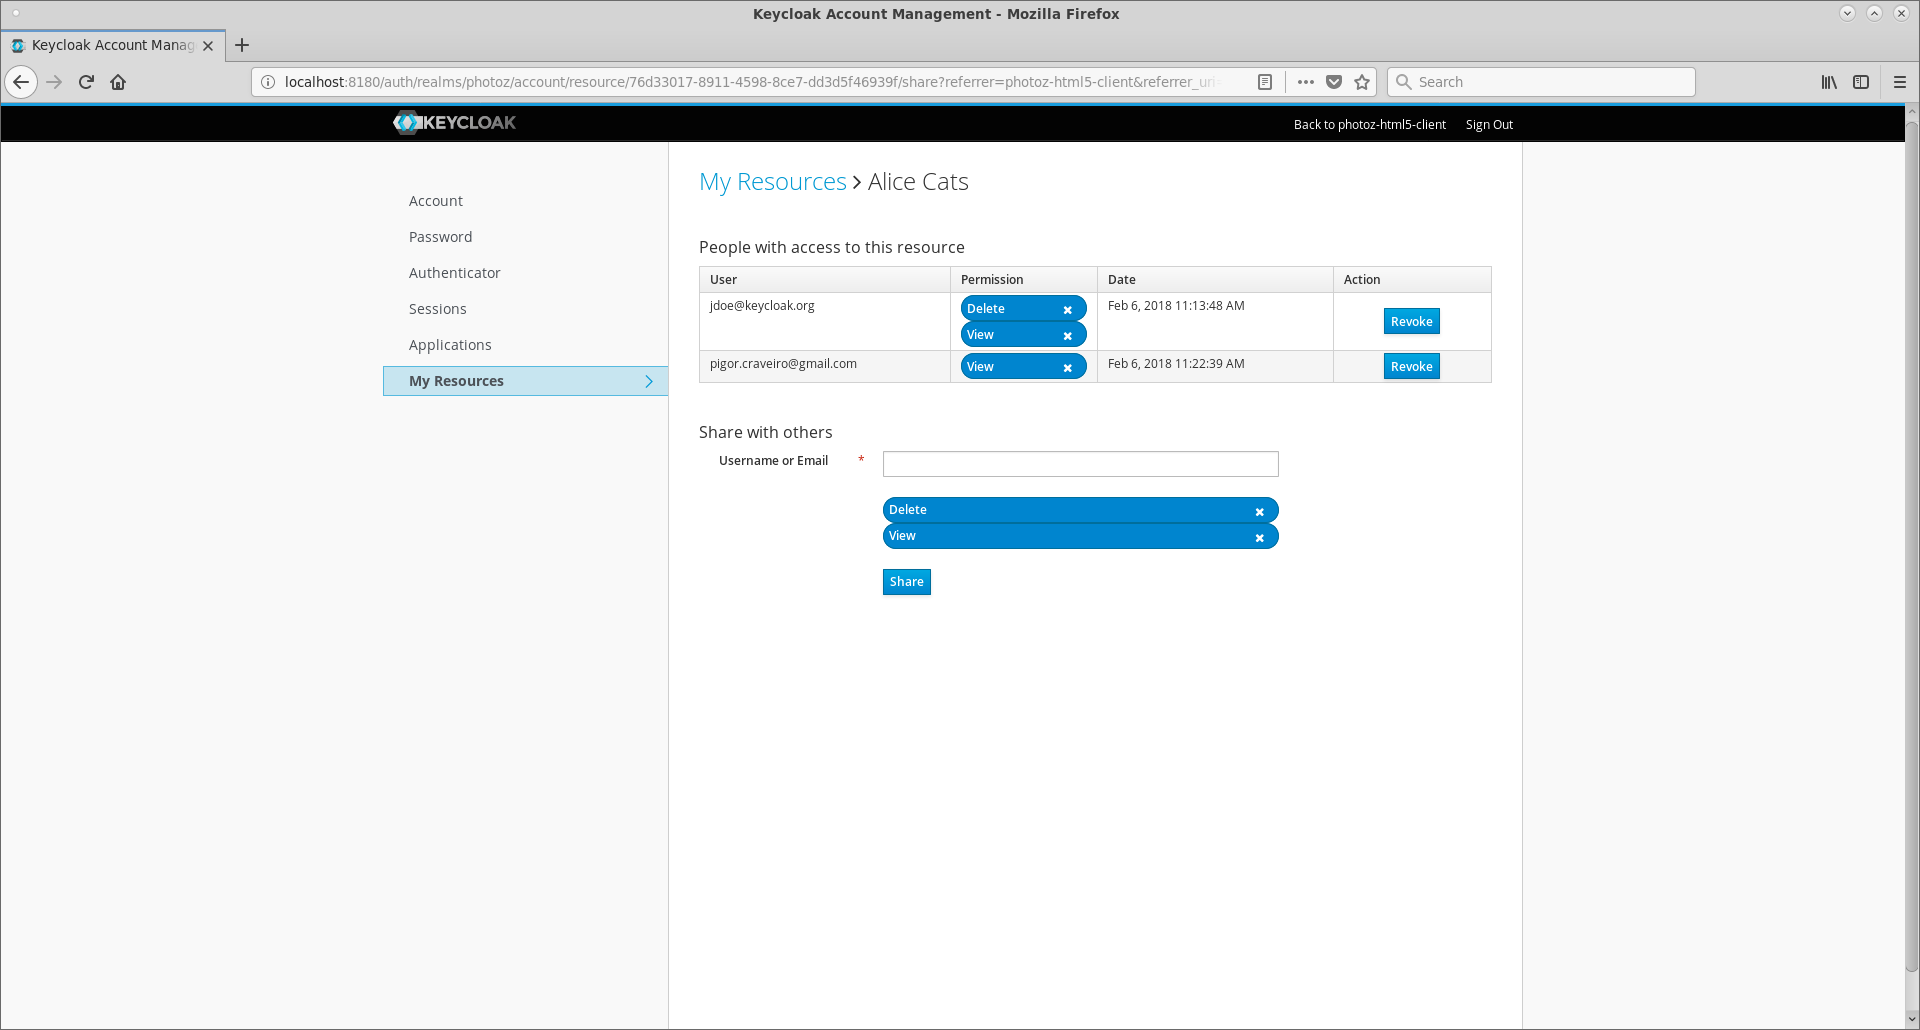 Keycloak Account Management - Mozilla Firefox
Keycloak Account Manag
localhost:8180/auth/realms/photoz/account/resource/76d33017-8911-4598-8ce7-dd3d5f46939f/share?referrer=photoz-html5-client&referrer_uri
Search
KEYCLOAK
Back to photoz-html5-client Sign Out
Account
Password
Authenticator
Sessions
Applications
My Resources
My Resources > Alice Cats
People with access to this resource
User Permission Date Action
jdoe@keycloak.org Delete Feb 6, 2018 11:13:48 AM Revoke
View
pigor.craveiro@gmail.com View Feb 6, 2018 11:22:39 AM Revoke
Share with others
Username or Email *
Delete
View
Share